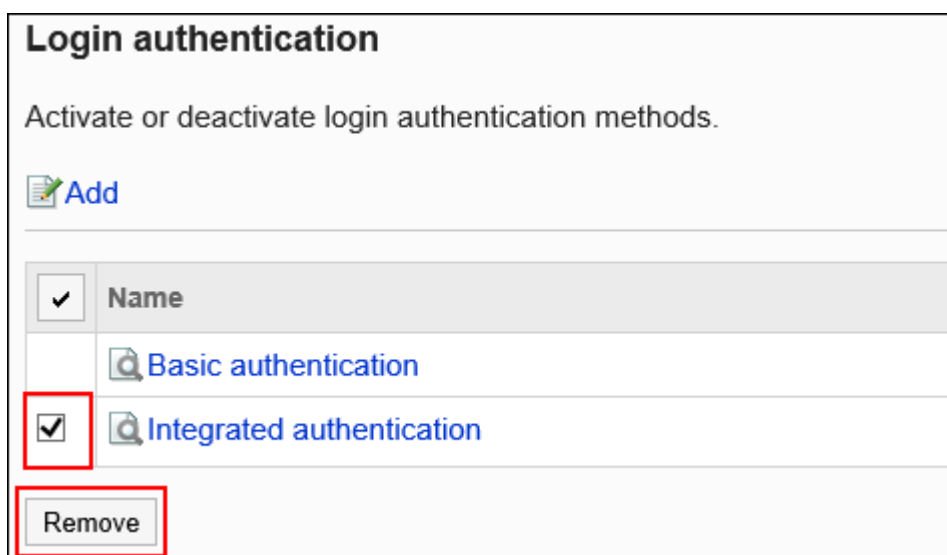 Login authentication
Activate or deactivate login authentication methods.
Add
Name
Basic authentication
Integrated authentication
Remove